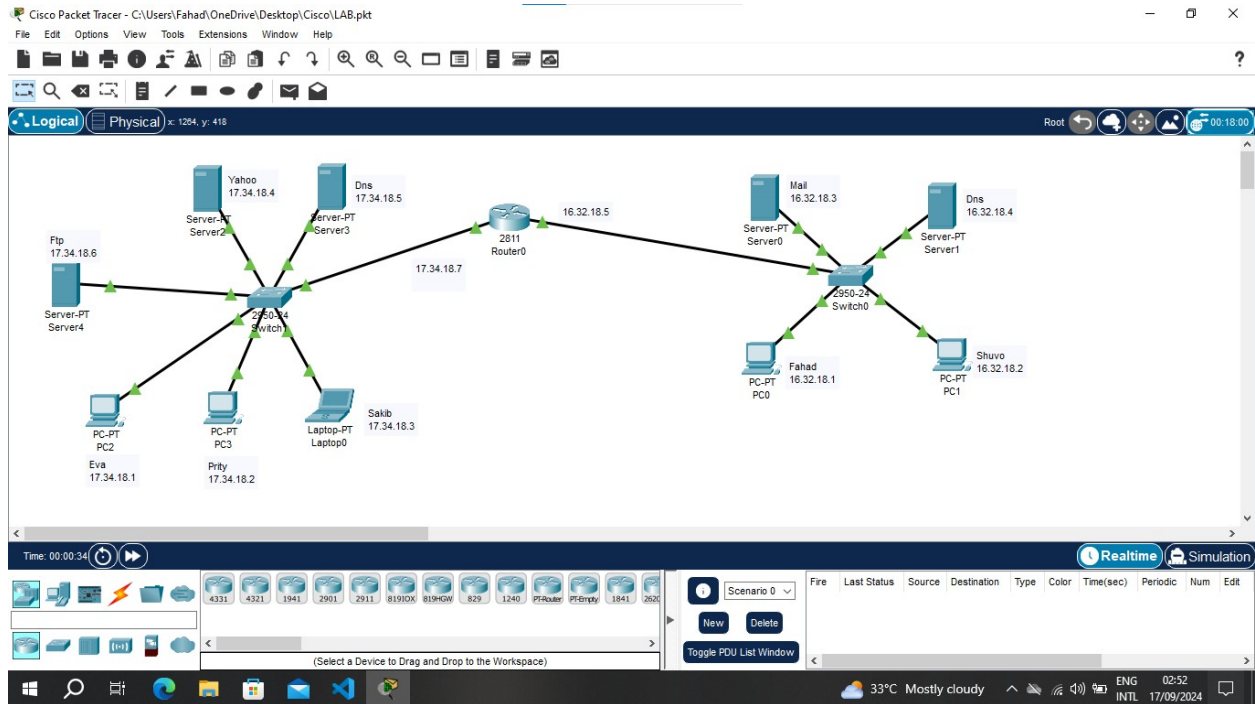 Cisco Packet Tracer - C:\Users\Fahad\OneDrive\Desktop\Cisco\LAB.pkt
File Edit Options View Tools Extensions Window Help
?
Logical Physical x: 1264, y: 418 Root 00:18:00
Yahoo
17.34.18.4
Server-PT
Server2
Dns
17.34.18.5
Server-PT
Server3
Ftp
17.34.18.6
Server-PT
Server4
2950-24
Switch1
17.34.18.7
2811
Router0
16.32.18.5
Mail
16.32.18.3
Server-PT
Server0
Dns
16.32.18.4
Server-PT
Server1
2950-24
Switch0
Fahad
16.32.18.1
PC-PT
PC0
Shuvo
16.32.18.2
PC-PT
PC1
PC-PT
PC2
Eva
17.34.18.1
PC-PT
PC3
Prity
17.34.18.2
Laptop-PT
Laptop0
Sakib
17.34.18.3
Time: 00:00:34 Realtime Simulation
4331 4321 1941 2901 2911 819IOX 819HGW 829 1240 PT-Router PT-Empty 1841 2620
(Select a Device to Drag and Drop to the Workspace)
Scenario 0
New Delete
Toggle PDU List Window
Fire Last Status Source Destination Type Color Time(sec) Periodic Num Edit
33°C Mostly cloudy
ENG
INTL
02:52
17/09/2024